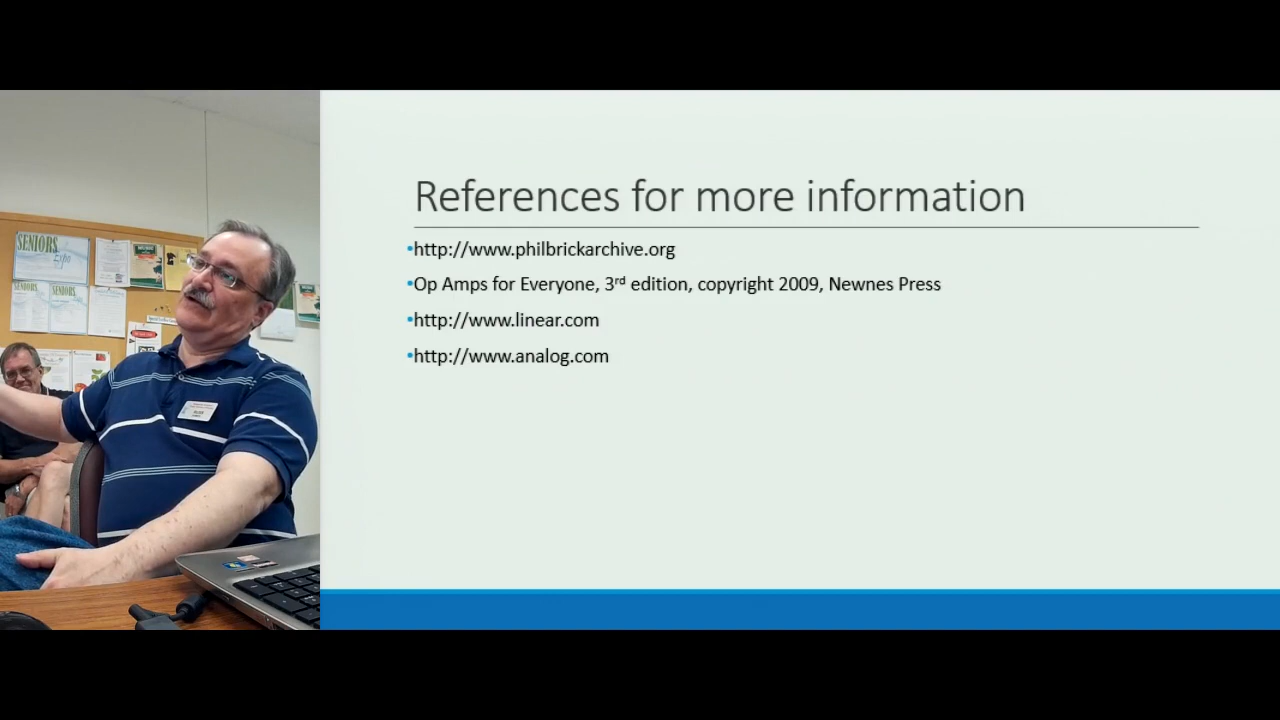 SENIORS
Expo
SENIORS
References for more information
•http://www.philbrickarchive.org
•Op Amps for Everyone, 3rd edition, copyright 2009, Newnes Press
•http://www.linear.com
•http://www.analog.com